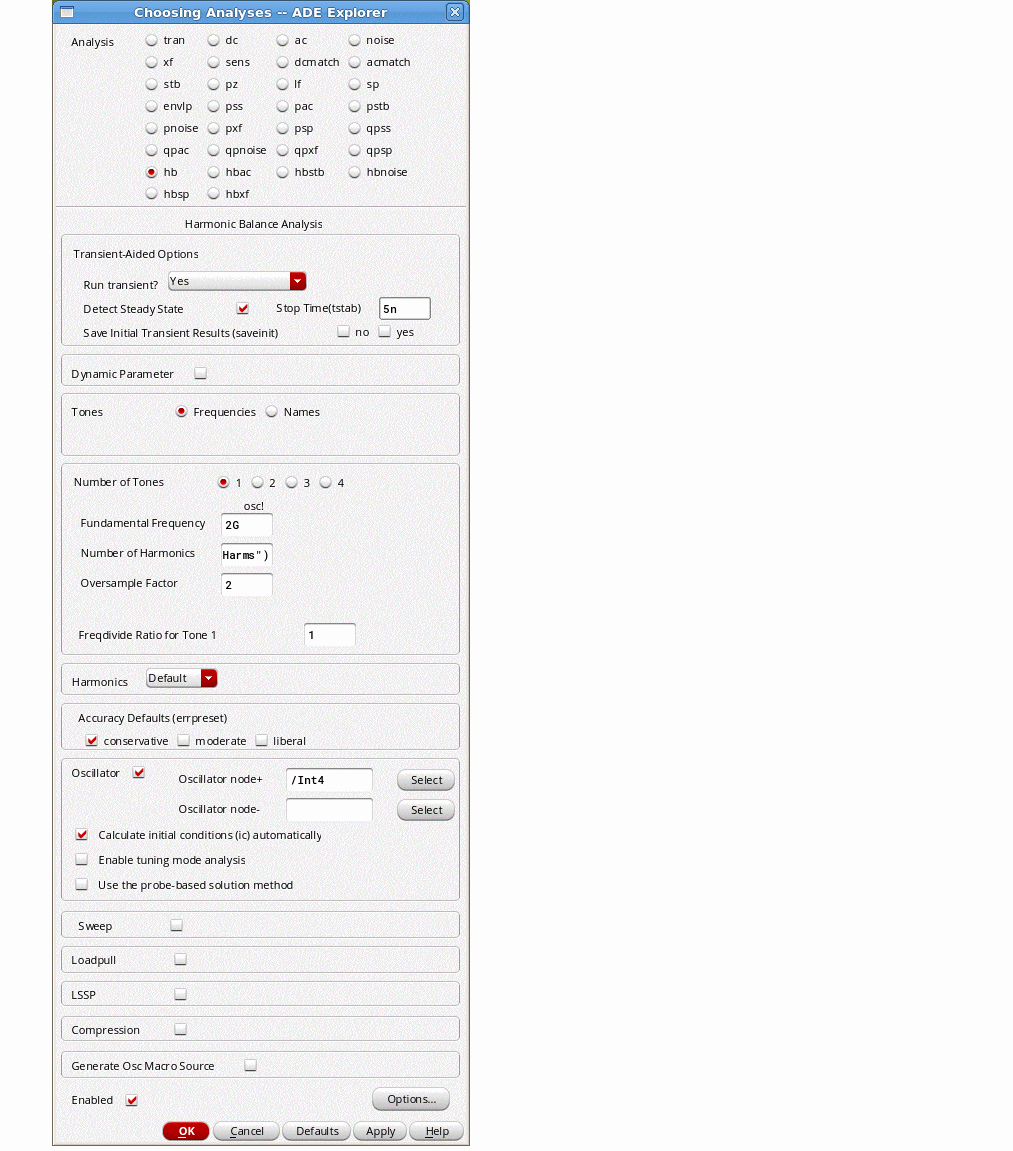 Choosing Analyses -- ADE Explorer
Analysis tran dc ac noise
xf sens dcmatch acmatch
stb pz lf sp
envlp pss pac pstb
pnoise pxf psp qpss
qpac qpnoise qpxf qpsp
hb hbac hbstb hbnoise
hbsp hbxf
Harmonic Balance Analysis
Transient-Aided Options
Run transient? Yes
Detect Steady State Stop Time(tstab) 5n
Save Initial Transient Results (saveinit) no yes
Dynamic Parameter
Tones Frequencies Names
Number of Tones 1 2 3 4
osc!
Fundamental Frequency 2G
Number of Harmonics Harms")
Oversample Factor 2
Freqdivide Ratio for Tone 1 1
Harmonics Default
Accuracy Defaults (errpreset)
conservative moderate liberal
Oscillator Oscillator node+ /Int4 Select
Oscillator node- Select
Calculate initial conditions (ic) automatically
Enable tuning mode analysis
Use the probe-based solution method
Sweep
Loadpull
LSSP
Compression
Generate Osc Macro Source
Enabled Options...
OK Cancel Defaults Apply Help